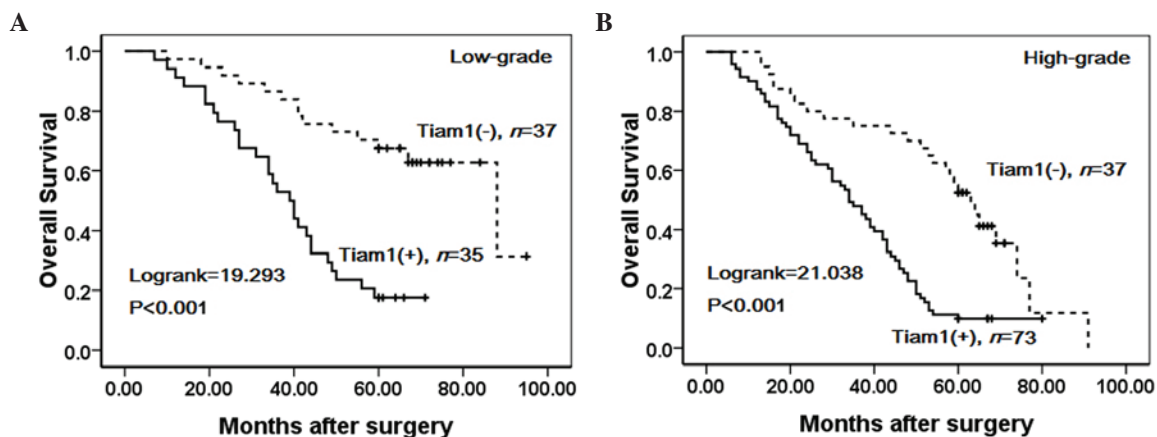 A
Low-grade
Overall Survival
1.0
0.8
0.6
0.4
0.2
0.0
Tiam1(-), n=37
Tiam1(+), n=35
Logrank=19.293
P<0.001
0.00 20.00 40.00 60.00 80.00 100.00
Months after surgery
B
High-grade
Overall Survival
1.0
0.8
0.6
0.4
0.2
0.0
Tiam1(-), n=37
Logrank=21.038
P<0.001
Tiam1(+), n=73
0.00 20.00 40.00 60.00 80.00 100.00
Months after surgery